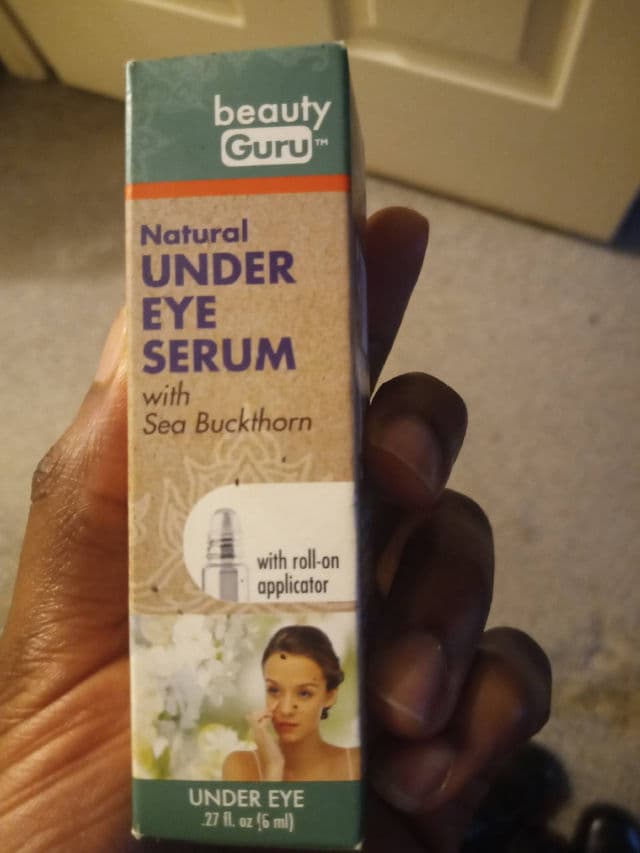 beauty
Guru™
Natural
UNDER
EYE
SERUM
with
Sea Buckthorn
with roll-on
applicator
UNDER EYE
.27 fl. oz (6 ml)